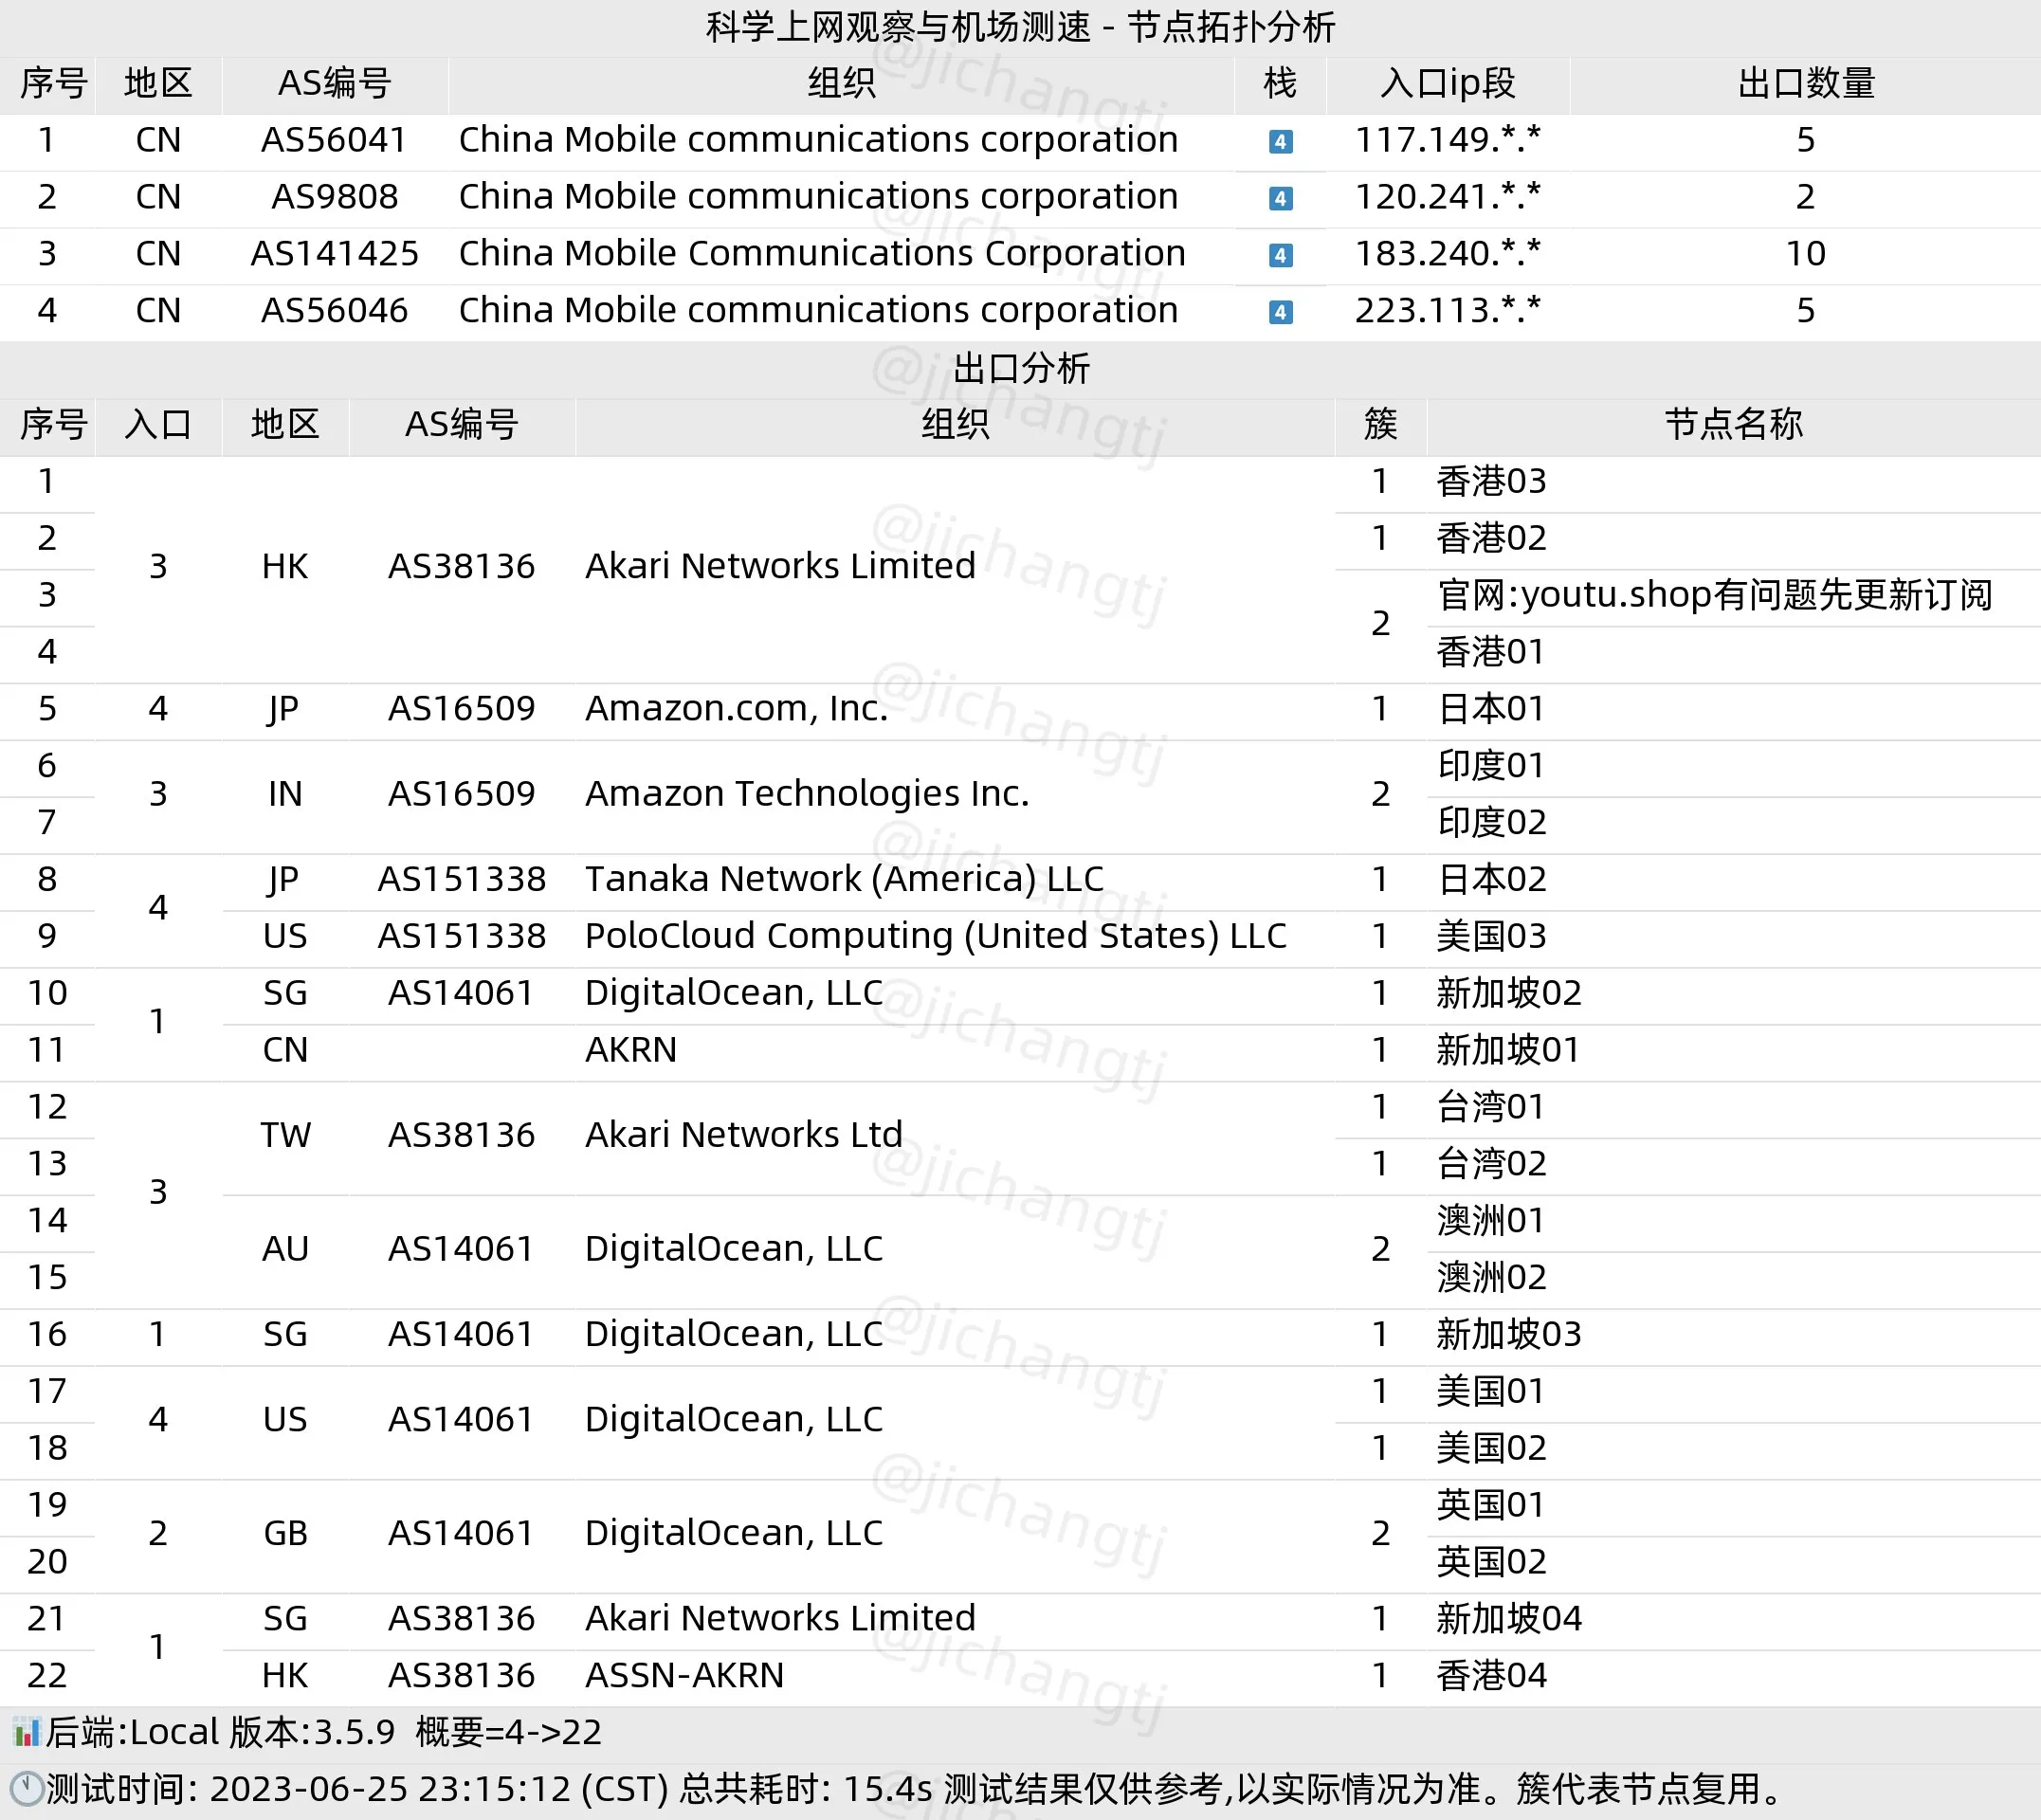 科学上网观察与机场测速 - 节点拓扑分析
序号 地区 AS编号 组织 栈 入口ip段 出口数量
1 CN AS56041 China Mobile communications corporation 4 117.149.*.* 5
2 CN AS9808 China Mobile communications corporation 4 120.241.*.* 2
3 CN AS141425 China Mobile Communications Corporation 4 183.240.*.* 10
4 CN AS56046 China Mobile communications corporation 4 223.113.*.* 5
出口分析
序号 入口 地区 AS编号 组织 簇 节点名称
1 3 HK AS38136 Akari Networks Limited 1 香港03
2 1 香港02
3 2 官网:youtu.shop有问题先更新订阅
4 香港01
5 4 JP AS16509 Amazon.com, Inc. 1 日本01
6 3 IN AS16509 Amazon Technologies Inc. 2 印度01
7 印度02
8 4 JP AS151338 Tanaka Network (America) LLC 1 日本02
9 US AS151338 PoloCloud Computing (United States) LLC 1 美国03
10 1 SG AS14061 DigitalOcean, LLC 1 新加坡02
11 CN AKRN 1 新加坡01
12 3 TW AS38136 Akari Networks Ltd 1 台湾01
13 1 台湾02
14 AU AS14061 DigitalOcean, LLC 2 澳洲01
15 澳洲02
16 1 SG AS14061 DigitalOcean, LLC 1 新加坡03
17 4 US AS14061 DigitalOcean, LLC 1 美国01
18 1 美国02
19 2 GB AS14061 DigitalOcean, LLC 2 英国01
20 英国02
21 1 SG AS38136 Akari Networks Limited 1 新加坡04
22 HK AS38136 ASSN-AKRN 1 香港04
后端:Local 版本:3.5.9 概要=4->22
测试时间: 2023-06-25 23:15:12 (CST) 总共耗时: 15.4s 测试结果仅供参考,以实际情况为准。簇代表节点复用。
@jichangtj
@jichangtj
@jichangtj
@jichangtj
@jichangtj
@jichangtj
@jichangtj
@jichangtj
@jichangtj
@jichangtj
@jichangtj